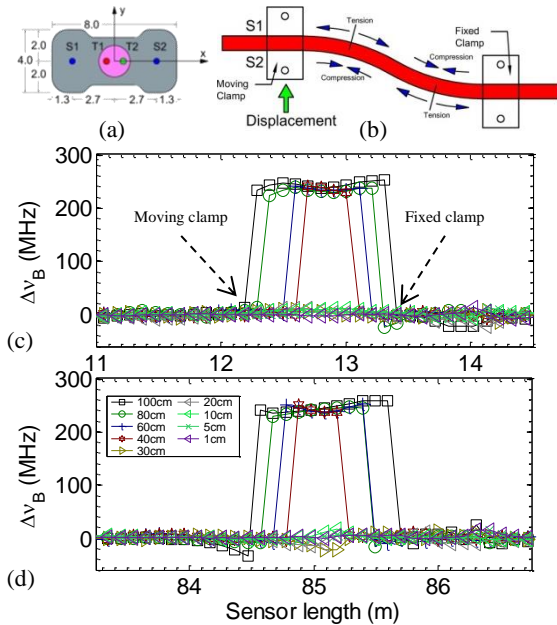 (a)
y
8.0
S1
T1
T2
S2
x
2.0
4.0
2.0
1.3
2.7
2.7
1.3
(b)
S1
S2
Moving
Clamp
Displacement
Tension
Compression
Compression
Tension
Fixed
Clamp
(c)
300
200
100
0
ΔνB (MHz)
Moving clamp
Fixed clamp
11
12
13
14
(d)
300
200
100
0
ΔνB (MHz)
100cm
80cm
60cm
40cm
30cm
20cm
10cm
5cm
1cm
84
85
86
Sensor length (m)